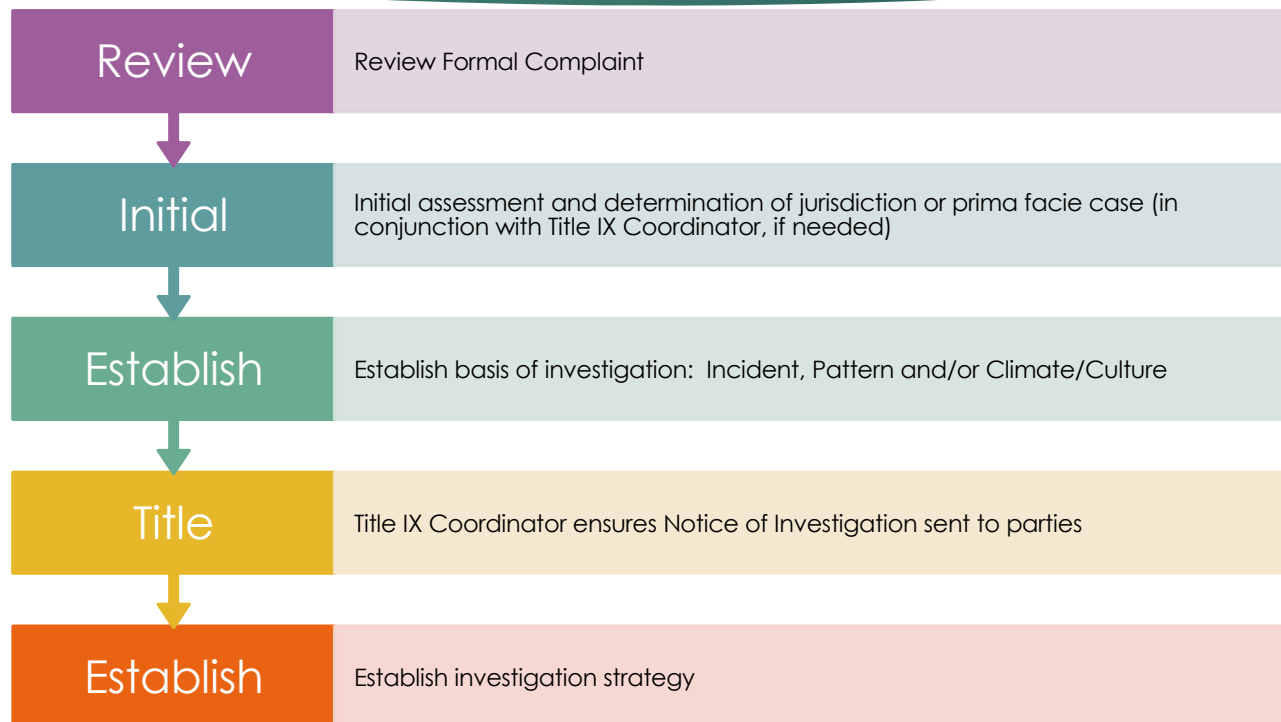 Review
Review Formal Complaint
Initial
Initial assessment and determination of jurisdiction or prima facie case (in
conjunction with Title IX Coordinator, if needed)
Establish
Establish basis of investigation:  Incident, Pattern and/or Climate/Culture
Title
Title IX Coordinator ensures Notice of Investigation sent to parties
Establish
Establish investigation strategy